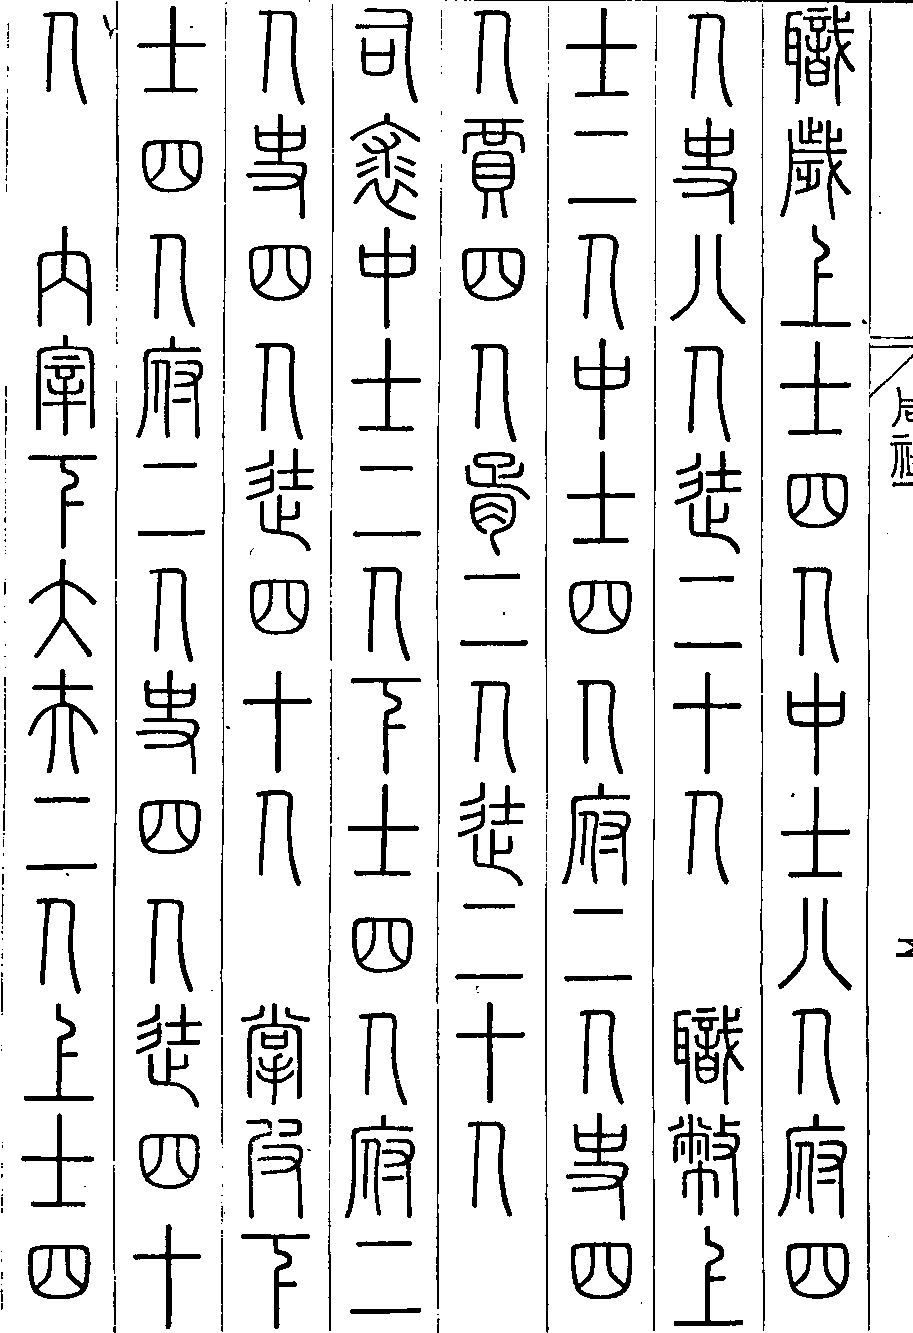 職歲上士四人中士八人府四
人史八人徒二十人　職幣上
士二人中士四人府二人史四
人賈四人胥二人徒二十人
司裘中士二人下士四人府二
人史四人徒四十人　掌皮下
士四人府二人史四人徒四十
人　內宰下大夫二人上士四